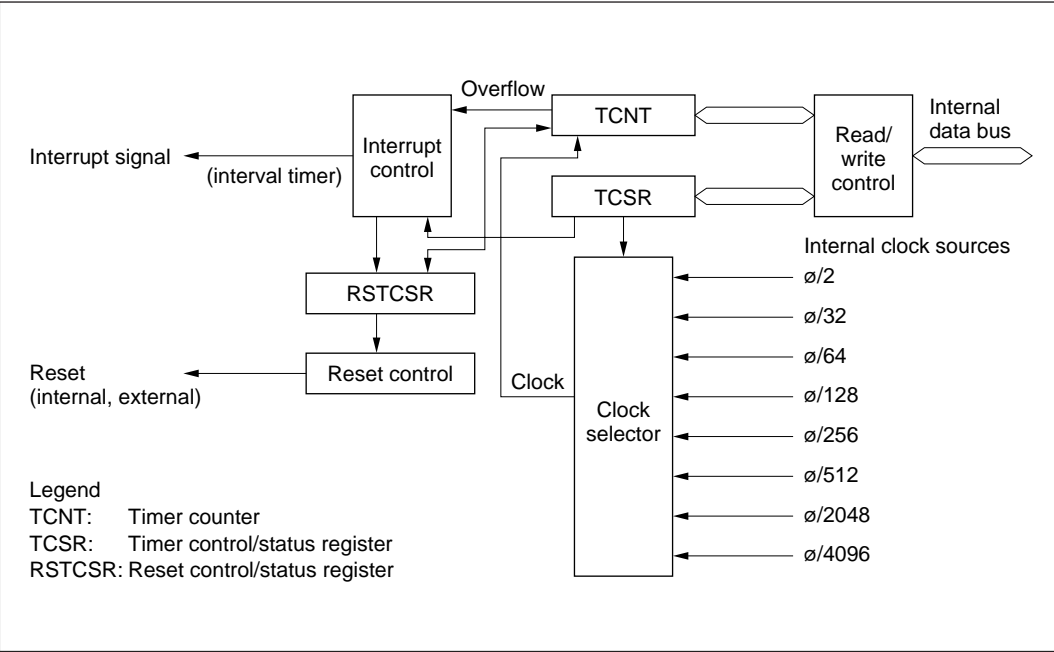 Overflow
TCNT
Internal
data bus
Read/
write
control
Interrupt
control
Interrupt signal
(interval timer)
TCSR
Internal clock sources
RSTCSR
ø/2
ø/32
ø/64
Reset control
Reset
(internal, external)
Clock
ø/128
Clock
selector
ø/256
ø/512
ø/2048
ø/4096
Legend
TCNT: Timer counter
TCSR: Timer control/status register
RSTCSR: Reset control/status register